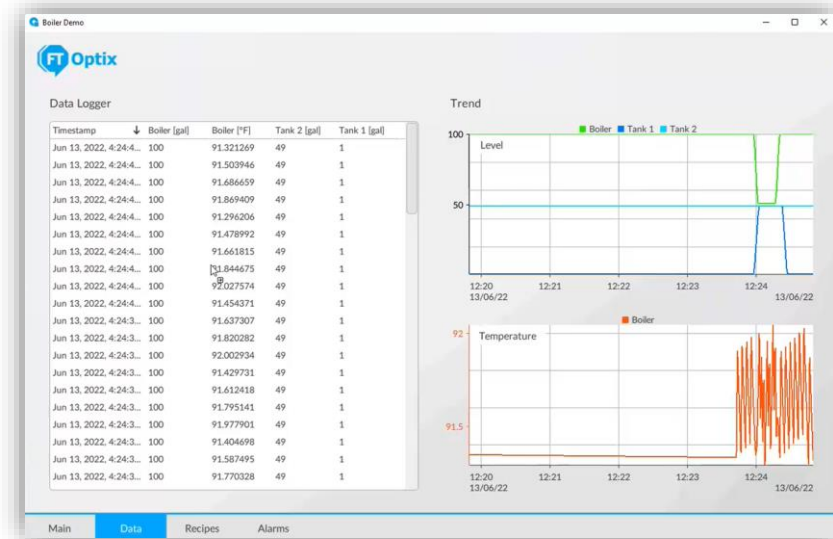 Boiler Demo
FT Optix
Data Logger
Timestamp Boiler [gal] Boiler [°F] Tank 2 [gal] Tank 1 [gal]
Jun 13, 2022, 4:24:4... 100 91.321269 49 1
Jun 13, 2022, 4:24:4... 100 91.503946 49 1
Jun 13, 2022, 4:24:4... 100 91.686659 49 1
Jun 13, 2022, 4:24:4... 100 91.869409 49 1
Jun 13, 2022, 4:24:4... 100 91.296206 49 1
Jun 13, 2022, 4:24:4... 100 91.478992 49 1
Jun 13, 2022, 4:24:4... 100 91.661815 49 1
Jun 13, 2022, 4:24:4... 100 91.844675 49 1
Jun 13, 2022, 4:24:4... 100 92.027574 49 1
Jun 13, 2022, 4:24:4... 100 91.454371 49 1
Jun 13, 2022, 4:24:3... 100 91.637307 49 1
Jun 13, 2022, 4:24:3... 100 91.820282 49 1
Jun 13, 2022, 4:24:3... 100 92.002934 49 1
Jun 13, 2022, 4:24:3... 100 91.429731 49 1
Jun 13, 2022, 4:24:3... 100 91.612418 49 1
Jun 13, 2022, 4:24:3... 100 91.795141 49 1
Jun 13, 2022, 4:24:3... 100 91.977901 49 1
Jun 13, 2022, 4:24:3... 100 91.404698 49 1
Jun 13, 2022, 4:24:3... 100 91.587495 49 1
Jun 13, 2022, 4:24:3... 100 91.770328 49 1
Trend
Boiler Tank 1 Tank 2
100
Level
50
12:20 12:21 12:22 12:23 12:24
13/06/22 13/06/22
Boiler
92
Temperature
91.5
12:20 12:21 12:22 12:23 12:24
13/06/22 13/06/22
Main Data Recipes Alarms